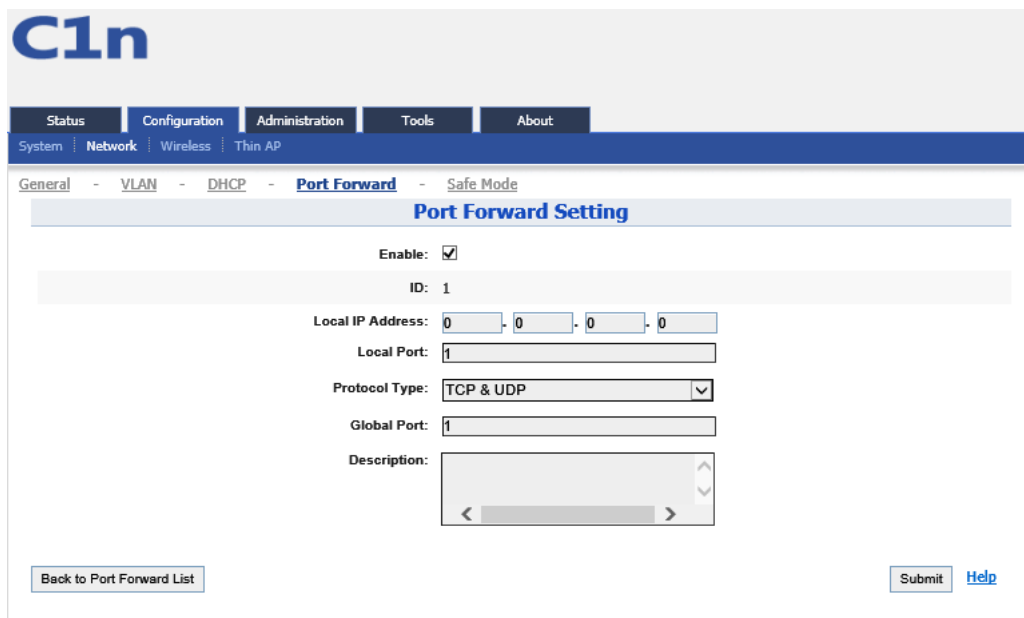 C1n
Status Configuration Administration Tools About
System Network Wireless Thin AP
General - VLAN - DHCP - Port Forward - Safe Mode
Port Forward Setting
Enable:
ID: 1
Local IP Address: 0 . 0 . 0 . 0
Local Port: 1
Protocol Type: TCP & UDP
Global Port: 1
Description:
Back to Port Forward List Submit Help